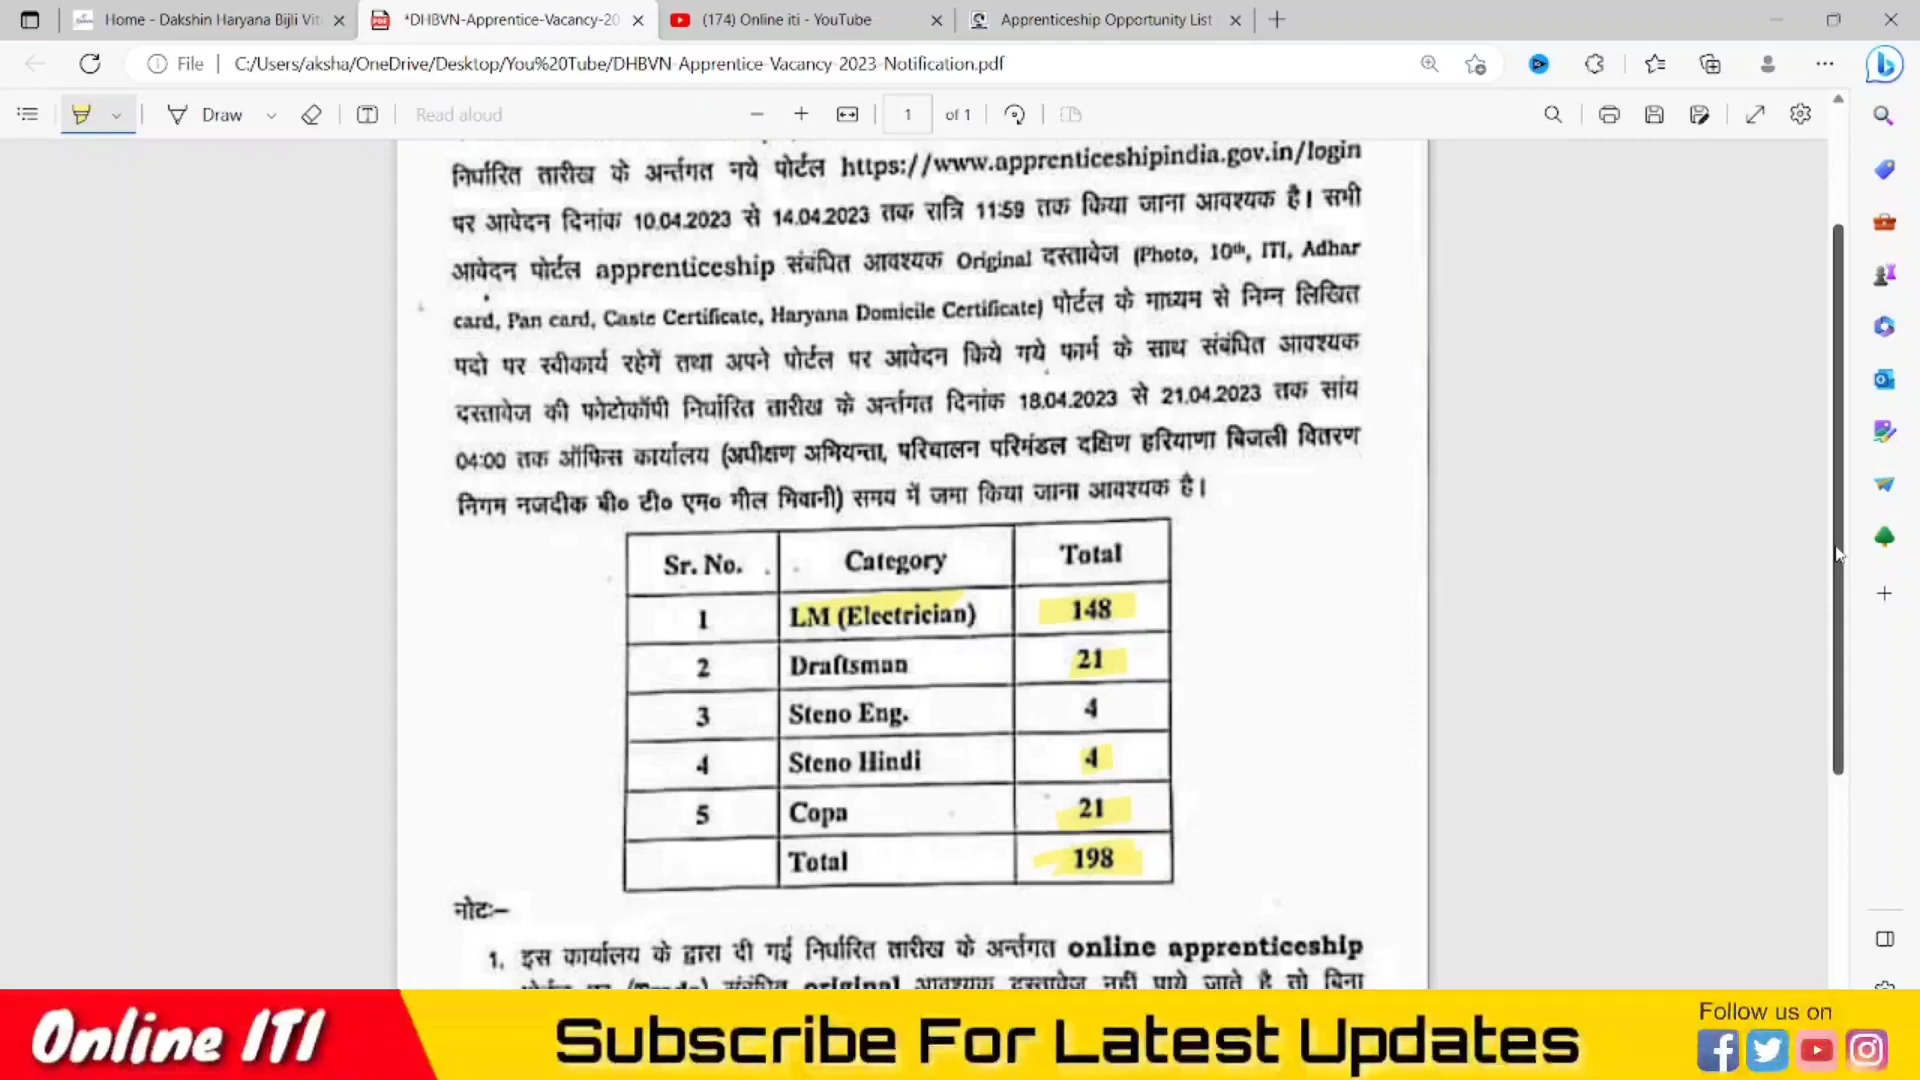 Home - Dakshin Haryana Bijli Vit
*DHBVN-Apprentice-Vacancy-20
(174) Online iti - YouTube
Apprenticeship Opportunity List
File
C:/Users/aksha/OneDrive/Desktop/You%20Tube/DHBVN-Apprentice-Vacancy-2023-Notification.pdf
Draw
Read aloud
1 of 1
निर्धारित तारीख के अर्न्तगत नये पोर्टल https://www.apprenticeshipindia.gov.in/login
पर आवेदन दिनांक 10.04.2023 से 14.04.2023 तक रात्रि 11:59 तक किया जाना आवश्यक है। सभी
आवेदन पोर्टल apprenticeship संबंधित आवश्यक Original दस्तावेज (Photo, 10th, ITI, Adhar
card, Pan card, Caste Certificate, Haryana Domicile Certificate) पोर्टल के माध्यम से निम्न लिखित
पदो पर स्वीकार्य रहेगें तथा अपने पोर्टल पर आवेदन किये गये फार्म के साथ संबंधित आवश्यक
दस्तावेज की फोटोकॉपी निर्धारित तारीख के अर्न्तगत दिनांक 18.04.2023 से 21.04.2023 तक सांय
04:00 तक ऑफिस कार्यालय (अधीक्षण अभियन्ता, परिचालन परिमंडल दक्षिण हरियाणा बिजली वितरण
निगम नजदीक बी० टी० एम० मील भिवानी) समय में जमा किया जाना आवश्यक है।
Sr. No. Category Total
1 LM (Electrician) 148
2 Draftsman 21
3 Steno Eng. 4
4 Steno Hindi 4
5 Copa 21
Total 198
नोटः–
1. इस कार्यालय के द्वारा दी गई निर्धारित तारीख के अर्न्तगत online apprenticeship
संबंधित original आवश्यक दस्तावेज नहीं पाये जाते है तो बिना
Online ITI
Subscribe For Latest Updates
Follow us on